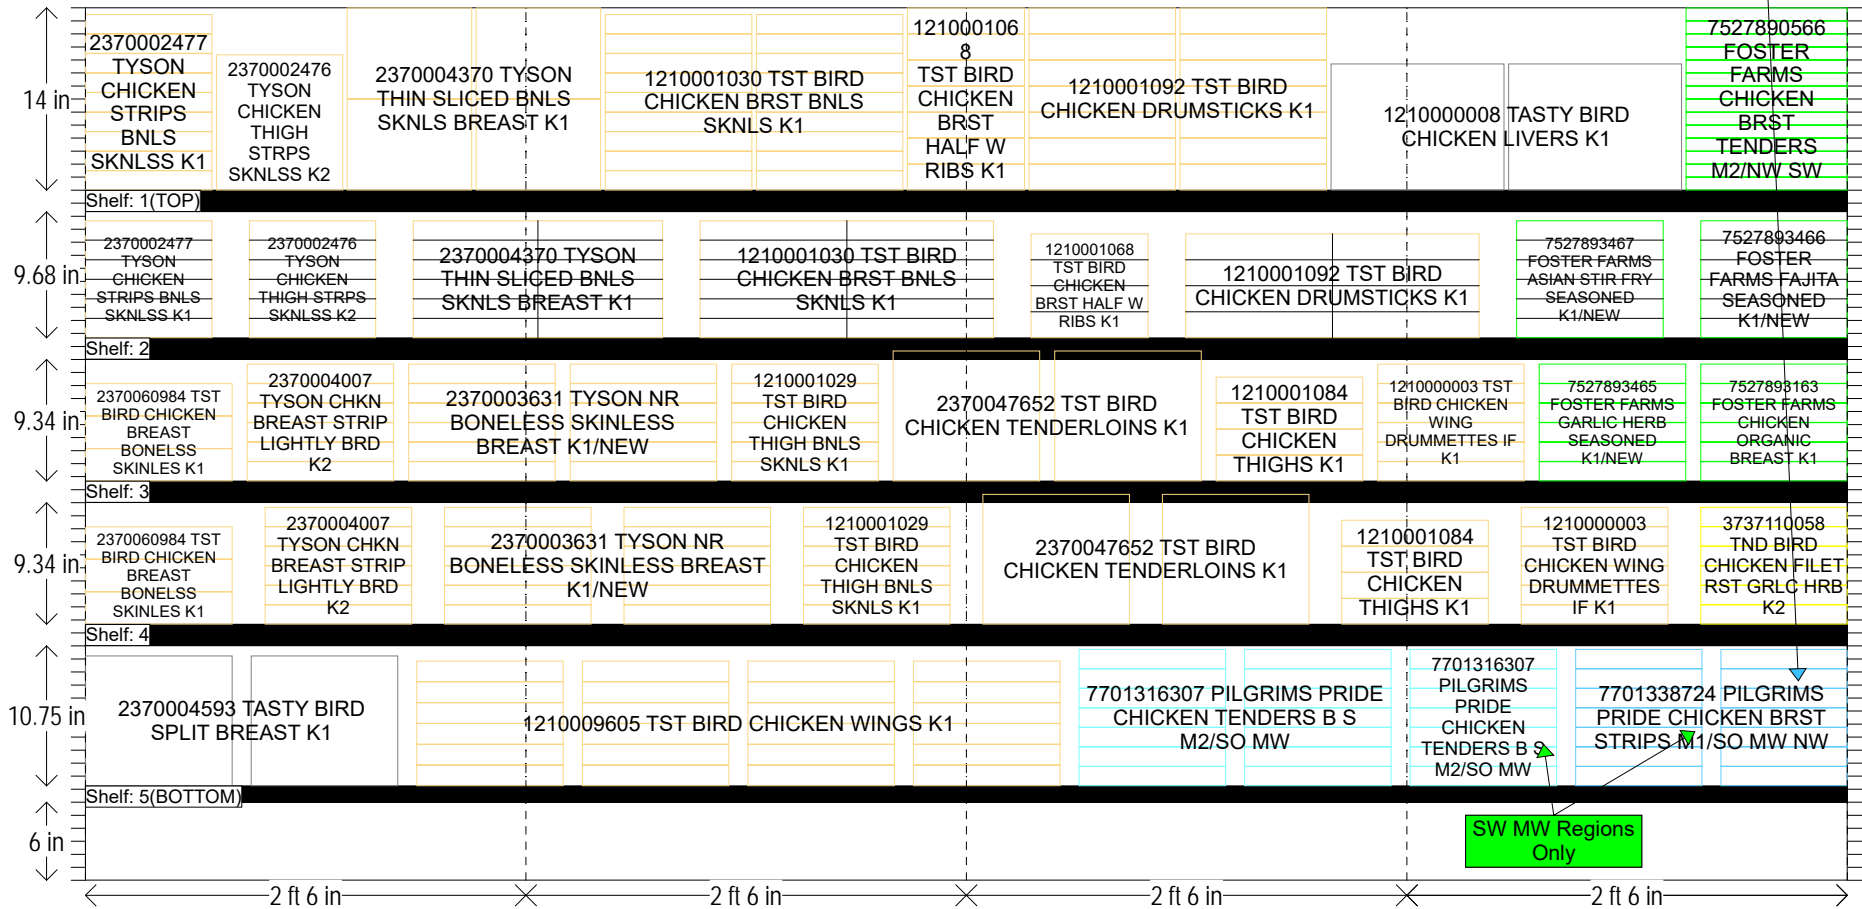 14 in
2370002477
TYSON
CHICKEN
STRIPS
BNLS
SKNLSS K1
2370002476
TYSON
CHICKEN
THIGH
STRPS
SKNLSS K2
2370004370 TYSON
THIN SLICED BNLS
SKNLS BREAST K1
1210001030 TST BIRD
CHICKEN BRST BNLS
SKNLS K1
121000106
8
TST BIRD
CHICKEN
BRST
HALF W
RIBS K1
1210001092 TST BIRD
CHICKEN DRUMSTICKS K1
1210000008 TASTY BIRD
CHICKEN LIVERS K1
7527890566
FOSTER
FARMS
CHICKEN
BRST
TENDERS
M2/NW SW
Shelf: 1(TOP)
9.68 in
2370002477
TYSON
CHICKEN
STRIPS BNLS
SKNLSS K1
2370002476
TYSON
CHICKEN
THIGH STRPS
SKNLSS K2
2370004370 TYSON
THIN SLICED BNLS
SKNLS BREAST K1
1210001030 TST BIRD
CHICKEN BRST BNLS
SKNLS K1
1210001068
TST BIRD
CHICKEN
BRST HALF W
RIBS K1
1210001092 TST BIRD
CHICKEN DRUMSTICKS K1
7527893467
FOSTER FARMS
ASIAN STIR FRY
SEASONED
K1/NEW
7527893466
FOSTER
FARMS FAJITA
SEASONED
K1/NEW
Shelf: 2
9.34 in
2370060984 TST
BIRD CHICKEN
BREAST
BONELSS
SKINLES K1
2370004007
TYSON CHKN
BREAST STRIP
LIGHTLY BRD
K2
2370003631 TYSON NR
BONELESS SKINLESS
BREAST K1/NEW
1210001029
TST BIRD
CHICKEN
THIGH BNLS
SKNLS K1
2370047652 TST BIRD
CHICKEN TENDERLOINS K1
1210001084
TST BIRD
CHICKEN
THIGHS K1
1210000003 TST
BIRD CHICKEN
WING
DRUMMETTES IF
K1
7527893465
FOSTER FARMS
GARLIC HERB
SEASONED
K1/NEW
7527893163
FOSTER FARMS
CHICKEN
ORGANIC
BREAST K1
Shelf: 3
9.34 in
2370060984 TST
BIRD CHICKEN
BREAST
BONELSS
SKINLES K1
2370004007
TYSON CHKN
BREAST STRIP
LIGHTLY BRD
K2
2370003631 TYSON NR
BONELESS SKINLESS BREAST
K1/NEW
1210001029
TST BIRD
CHICKEN
THIGH BNLS
SKNLS K1
2370047652 TST BIRD
CHICKEN TENDERLOINS K1
1210001084
TST BIRD
CHICKEN
THIGHS K1
1210000003
TST BIRD
CHICKEN WING
DRUMMETTES
IF K1
3737110058
TND BIRD
CHICKEN FILET
RST GRLC HRB
K2
Shelf: 4
10.75 in
2370004593 TASTY BIRD
SPLIT BREAST K1
1210009605 TST BIRD CHICKEN WINGS K1
7701316307 PILGRIMS PRIDE
CHICKEN TENDERS B S
M2/SO MW
7701316307
PILGRIMS
PRIDE
CHICKEN
TENDERS B S
M2/SO MW
7701338724 PILGRIMS
PRIDE CHICKEN BRST
STRIPS M1/SO MW NW
Shelf: 5(BOTTOM)
6 in
SW MW Regions
Only
2 ft 6 in
2 ft 6 in
2 ft 6 in
2 ft 6 in